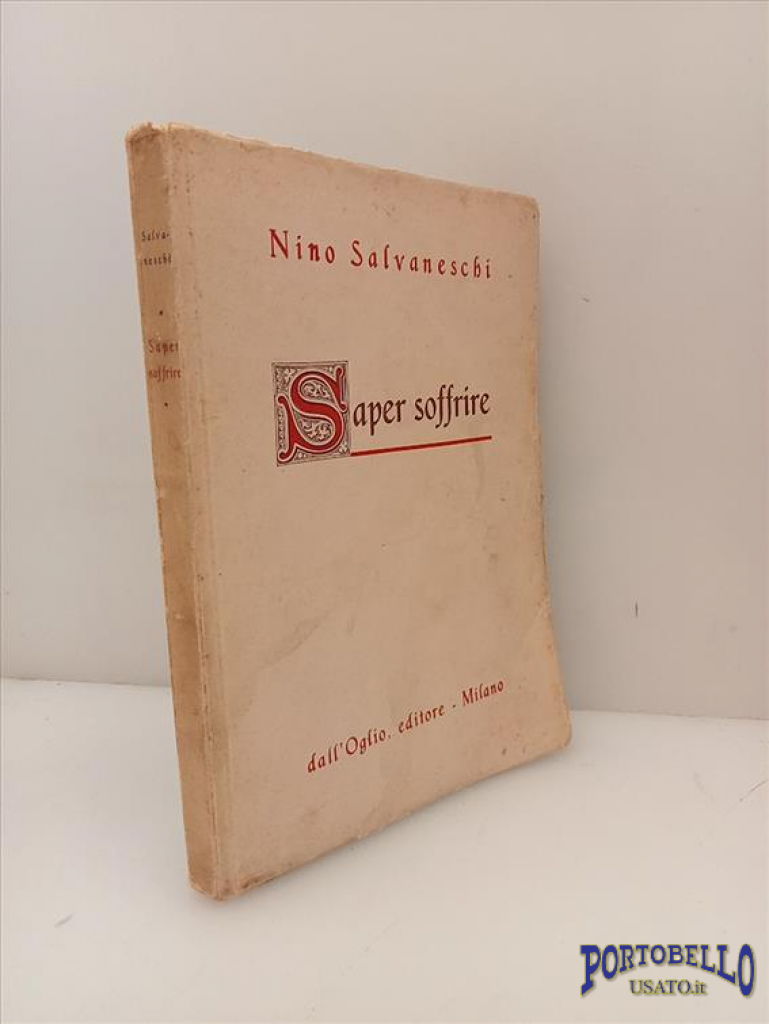 Nino Salvaneschi
Saper soffrire
dall'Oglio, editore - Milano
Salva-
neschi
Saper
soffrire
PORTOBELLO
USATO.it